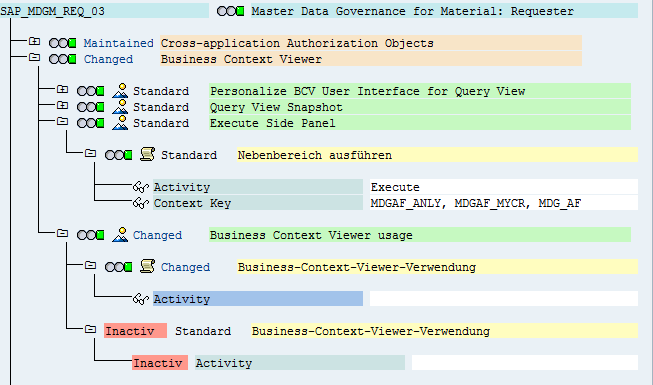 SAP_MDGM_REQ_03 Master Data Governance for Material: Requester
Maintained Cross-application Authorization Objects
Changed Business Context Viewer
Standard Personalize BCV User Interface for Query View
Standard Query View Snapshot
Standard Execute Side Panel
Standard Nebenbereich ausführen
Activity Execute
Context Key MDGAF_ANLY, MDGAF_MYCR, MDG_AF
Changed Business Context Viewer usage
Changed Business-Context-Viewer-Verwendung
Activity
Inactiv Standard Business-Context-Viewer-Verwendung
Inactiv Activity